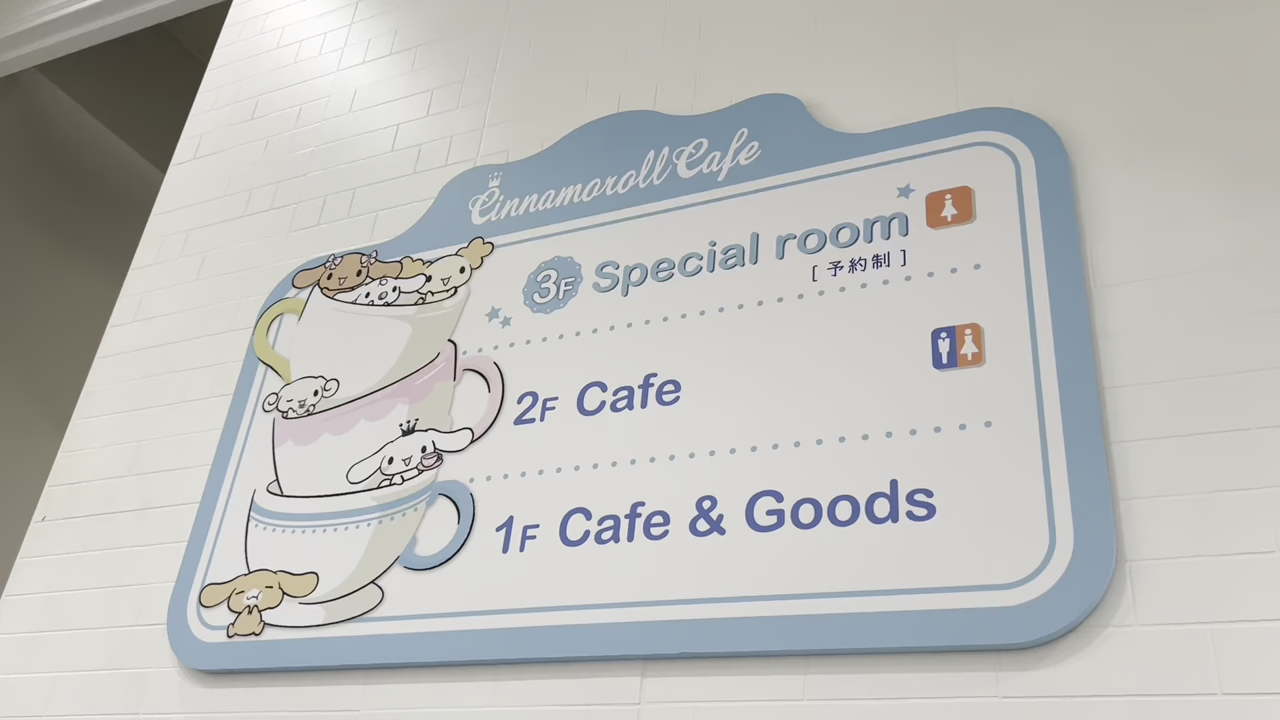 Cinnamoroll Cafe
3F Special room
[予約制]
2F Cafe
1F Cafe & Goods